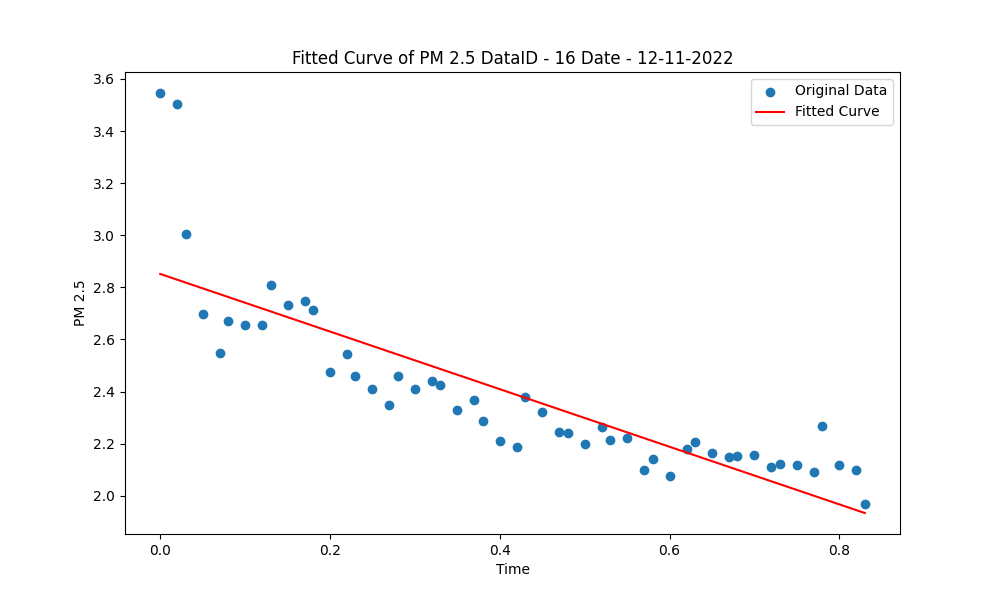 Fitted Curve of PM 2.5 DataID - 16 Date - 12-11-2022
Original Data
Fitted Curve
PM 2.5
3.6
3.4
3.2
3.0
2.8
2.6
2.4
2.2
2.0
0.0 0.2 0.4 0.6 0.8
Time